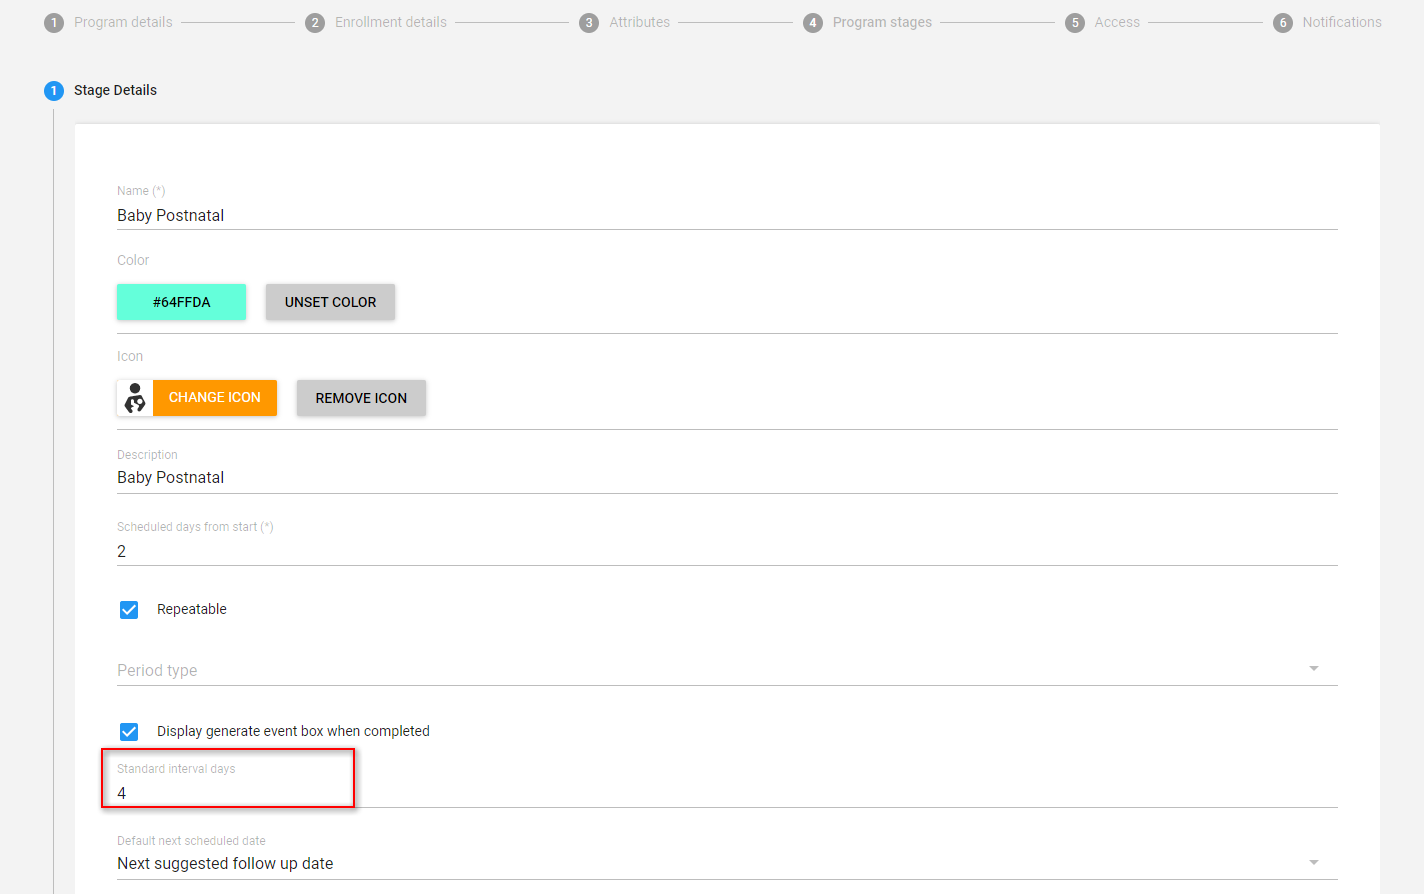 1 Program details 2 Enrollment details 3 Attributes 4 Program stages 5 Access 6 Notifications
1 Stage Details
Name (*)
Baby Postnatal
Color
#64FFDA UNSET COLOR
Icon
CHANGE ICON REMOVE ICON
Description
Baby Postnatal
Scheduled days from start (*)
2
Repeatable
Period type
Display generate event box when completed
Standard interval days
4
Default next scheduled date
Next suggested follow up date